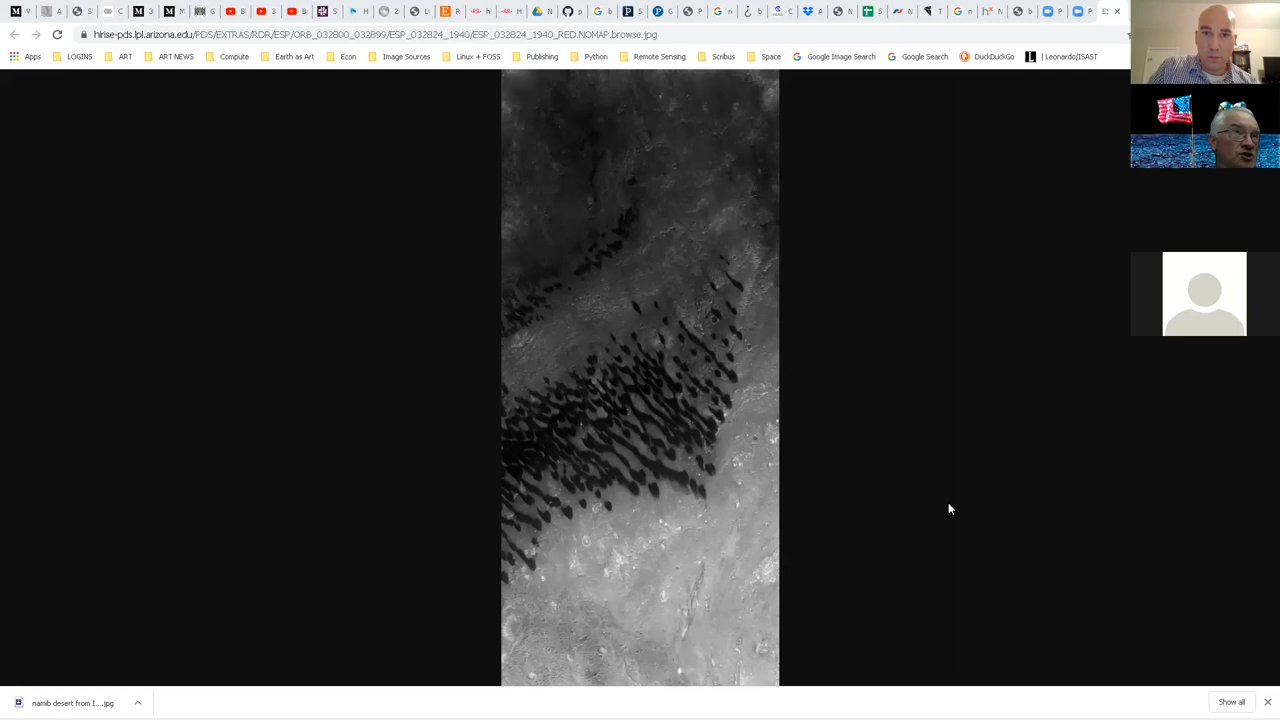 hirise-pds.lpl.arizona.edu/PDS/EXTRAS/RDR/ESP/ORB_032800_032899/ESP_032824_1940/ESP_032824_1940_RED.NOMAP.browse.jpg
Apps LOGINS ART ART NEWS Compute Earth as Art Econ Image Sources Linux + FOSS Publishing Python Remote Sensing Scribus Space Google Image Search Google Search DuckDuckGo Leonardo/ISAST
namib desert from I....jpg
Show all